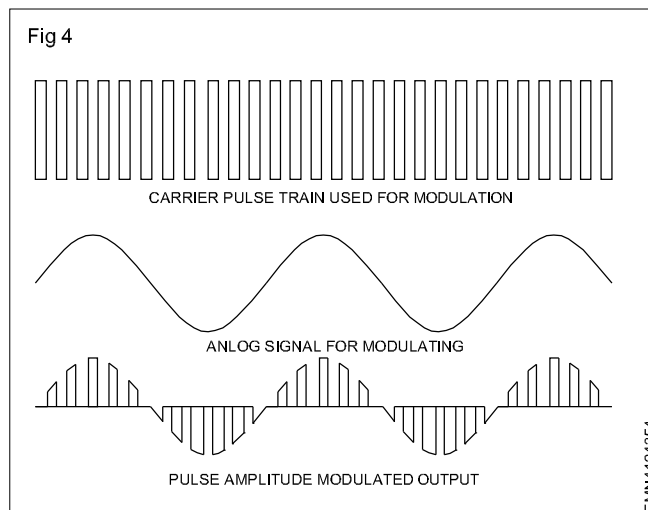 Fig 4
CARRIER PULSE TRAIN USED FOR MODULATION
ANLOG SIGNAL FOR MODULATING
PULSE AMPLITUDE MODULATED OUTPUT